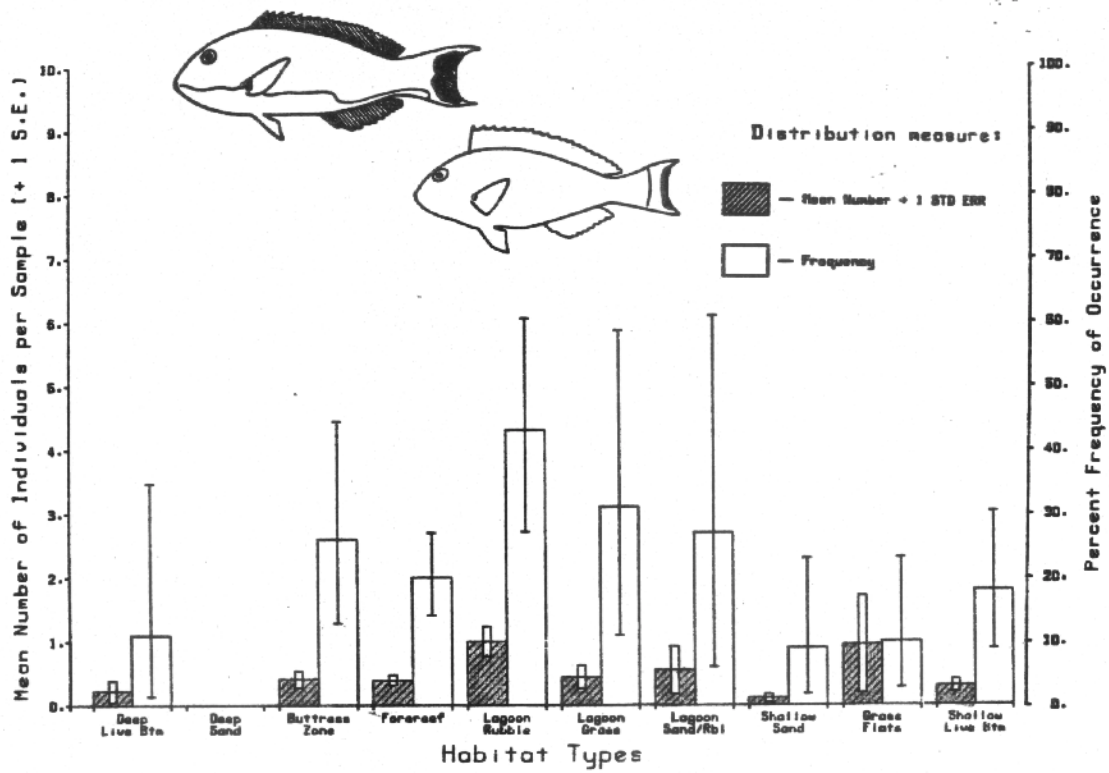 Mean Number of Individuals per Sample (+ 1 S.E.)
10.
9.
8.
7.
6.
5.
4.
3.
2.
1.
0.
Distribution measure:
— Mean Number + 1 STD ERR
— Frequency
100.
90.
80.
70.
60.
50.
40.
30.
20.
10.
0.
Percent Frequency of Occurrence
Deep
Live Btm
Deep
Sand
Buttress
Zone
Forereef
Lagoon
Rubble
Lagoon
Grass
Lagoon
Sand/Rbl
Shallow
Sand
Grass
Flats
Shallow
Live Btm
Habitat Types